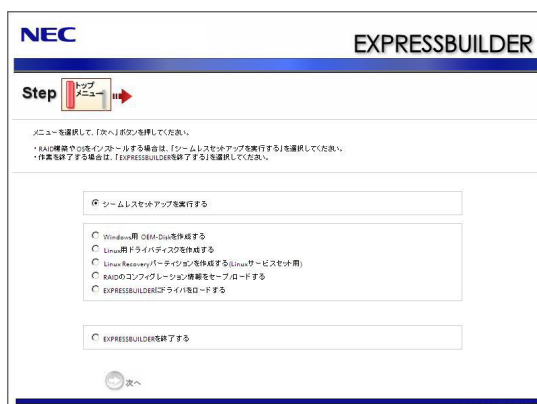 NEC
EXPRESSBUILDER
Step
トップ
メニュー
メニューを選択して、「次へ」ボタンを押してください。
・RAID構築やOSをインストールする場合は、「シームレスセットアップを実行する」を選択してください。
・作業を終了する場合は、「EXPRESSBUILDERを終了する」を選択してください。
シームレスセットアップを実行する
Windows用 OEM-Diskを作成する
Linux用ドライバディスクを作成する
Linux Recoveryパーティションを作成する(Linuxサービスセット用)
RAIDのコンフィグレーション情報をセーブ/ロードする
EXPRESSBUILDERにドライバをロードする
EXPRESSBUILDERを終了する
次へ